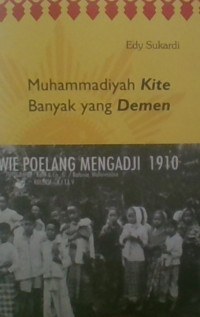 Edy Sukardi
Muhammadiyah Kite
Banyak yang Demen
WIE POELANG MENGADJI 1910